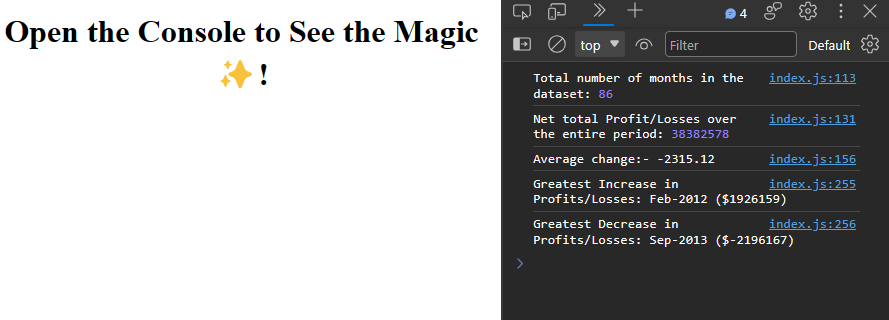 Open the Console to See the Magic
✨ !
4
top ▼
Filter
Default
Total number of months in the index.js:113
dataset: 86
Net total Profit/Losses over index.js:131
the entire period: 38382578
Average change:- -2315.12 index.js:156
Greatest Increase in index.js:255
Profits/Losses: Feb-2012 ($1926159)
Greatest Decrease in index.js:256
Profits/Losses: Sep-2013 ($-2196167)